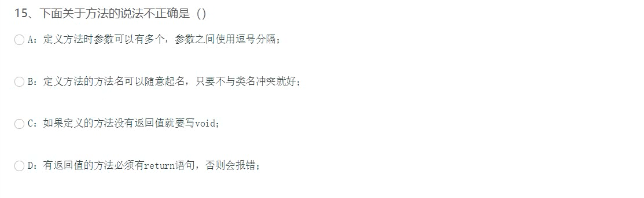 15、下面关于方法的说法不正确是（）
A：定义方法时参数可以有多个，参数之间使用逗号分隔；
B：定义方法的方法名可以随意起名，只要不与类名冲突就好；
C：如果定义的方法没有返回值就要写void；
D：有返回值的方法必须有return语句，否则会报错；